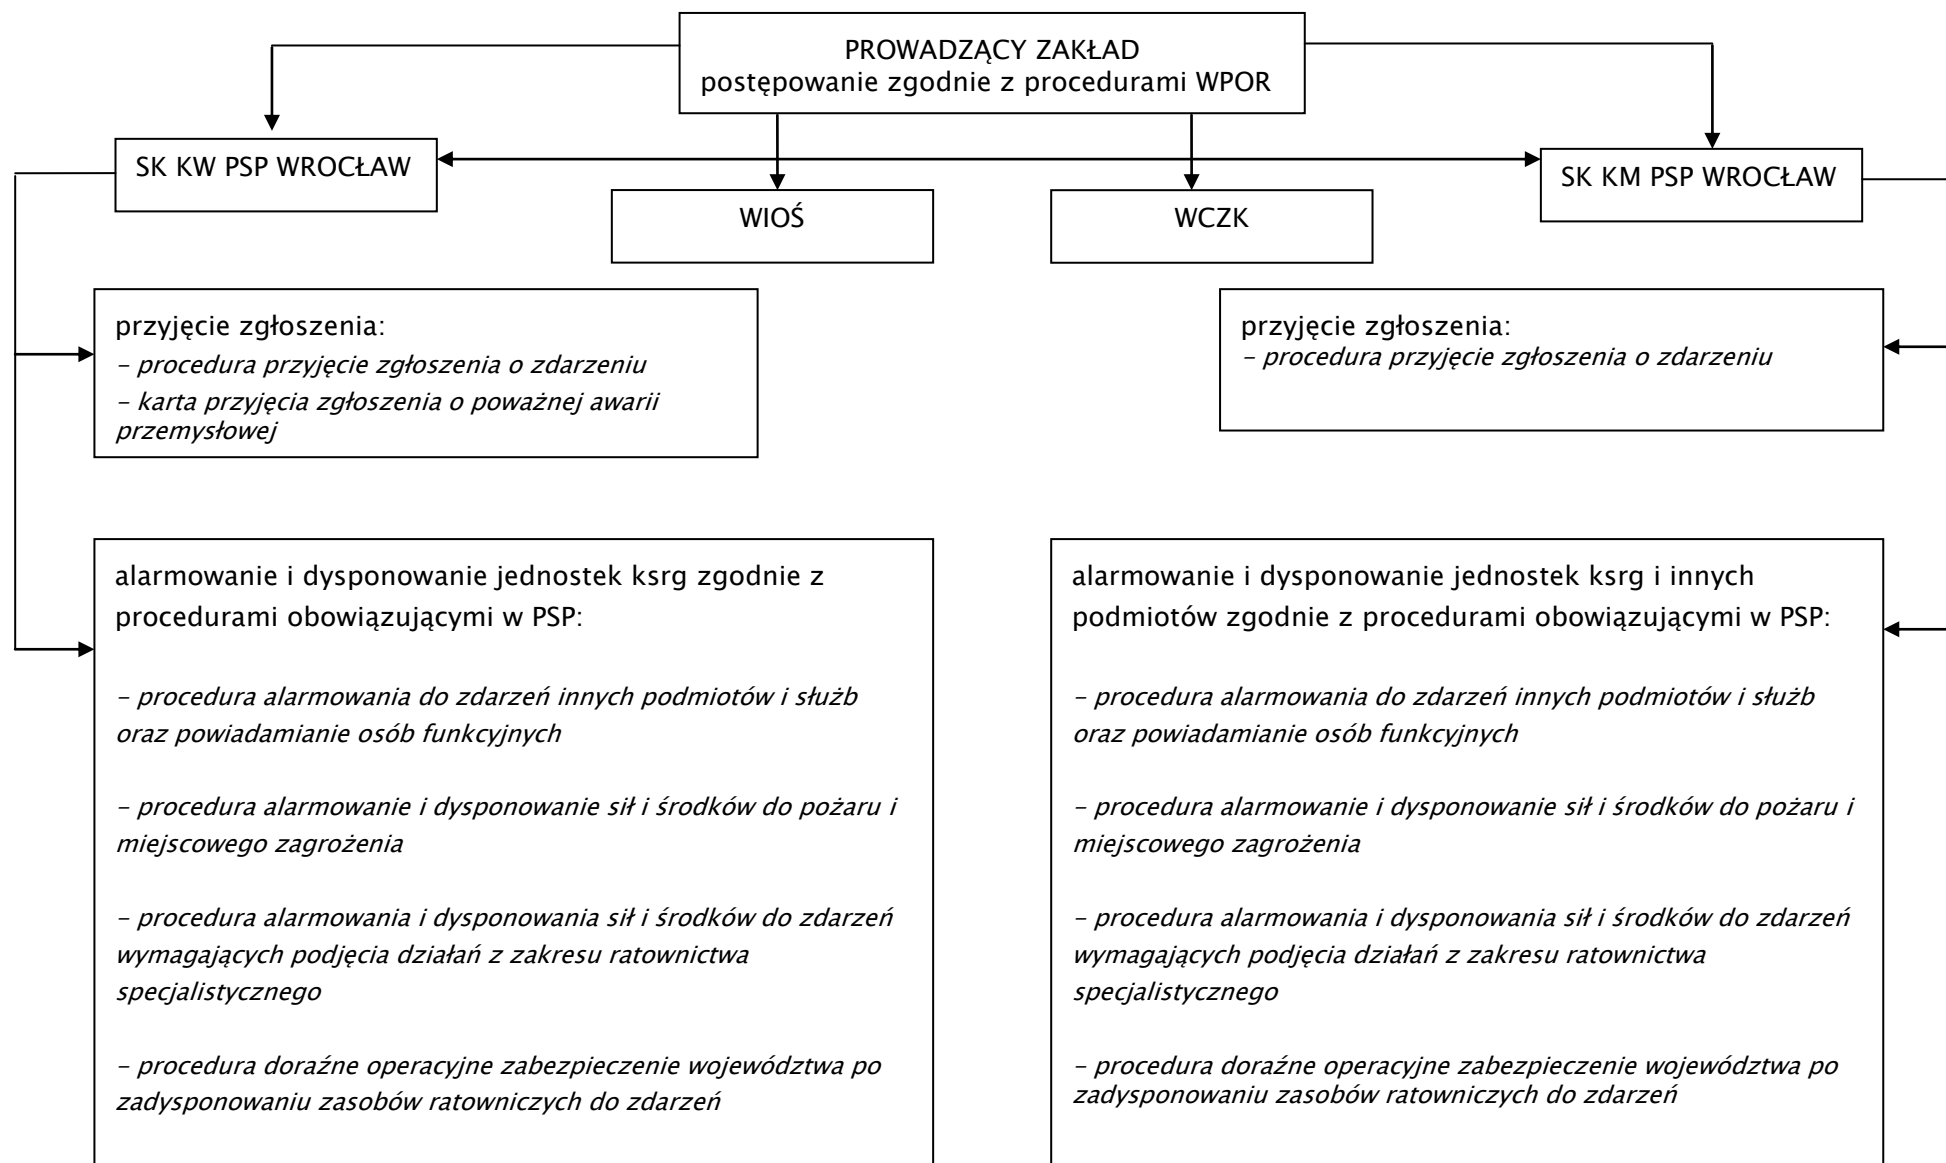 PROWADZĄCY ZAKŁAD
postępowanie zgodnie z procedurami WPOR
SK KW PSP WROCŁAW
SK KM PSP WROCŁAW
WIOŚ
WCZK
przyjęcie zgłoszenia:
– procedura przyjęcie zgłoszenia o zdarzeniu
– karta przyjęcia zgłoszenia o poważnej awarii
przemysłowej
przyjęcie zgłoszenia:
– procedura przyjęcie zgłoszenia o zdarzeniu
alarmowanie i dysponowanie jednostek ksrg zgodnie z
procedurami obowiązującymi w PSP:
– procedura alarmowania do zdarzeń innych podmiotów i służb
oraz powiadamianie osób funkcyjnych
– procedura alarmowanie i dysponowanie sił i środków do pożaru i
miejscowego zagrożenia
– procedura alarmowania i dysponowania sił i środków do zdarzeń
wymagających podjęcia działań z zakresu ratownictwa
specjalistycznego
– procedura doraźne operacyjne zabezpieczenie województwa po
zadysponowaniu zasobów ratowniczych do zdarzeń
alarmowanie i dysponowanie jednostek ksrg i innych
podmiotów zgodnie z procedurami obowiązującymi w PSP:
– procedura alarmowania do zdarzeń innych podmiotów i służb
oraz powiadamianie osób funkcyjnych
– procedura alarmowanie i dysponowanie sił i środków do pożaru i
miejscowego zagrożenia
– procedura alarmowania i dysponowania sił i środków do zdarzeń
wymagających podjęcia działań z zakresu ratownictwa
specjalistycznego
– procedura doraźne operacyjne zabezpieczenie województwa po
zadysponowaniu zasobów ratowniczych do zdarzeń